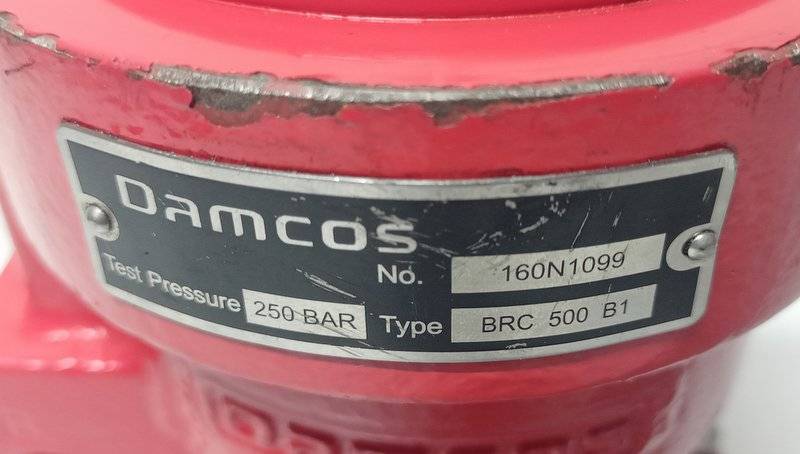 DAMCOS
No. 160N1099
Test Pressure 250 BAR Type BRC 500 B1